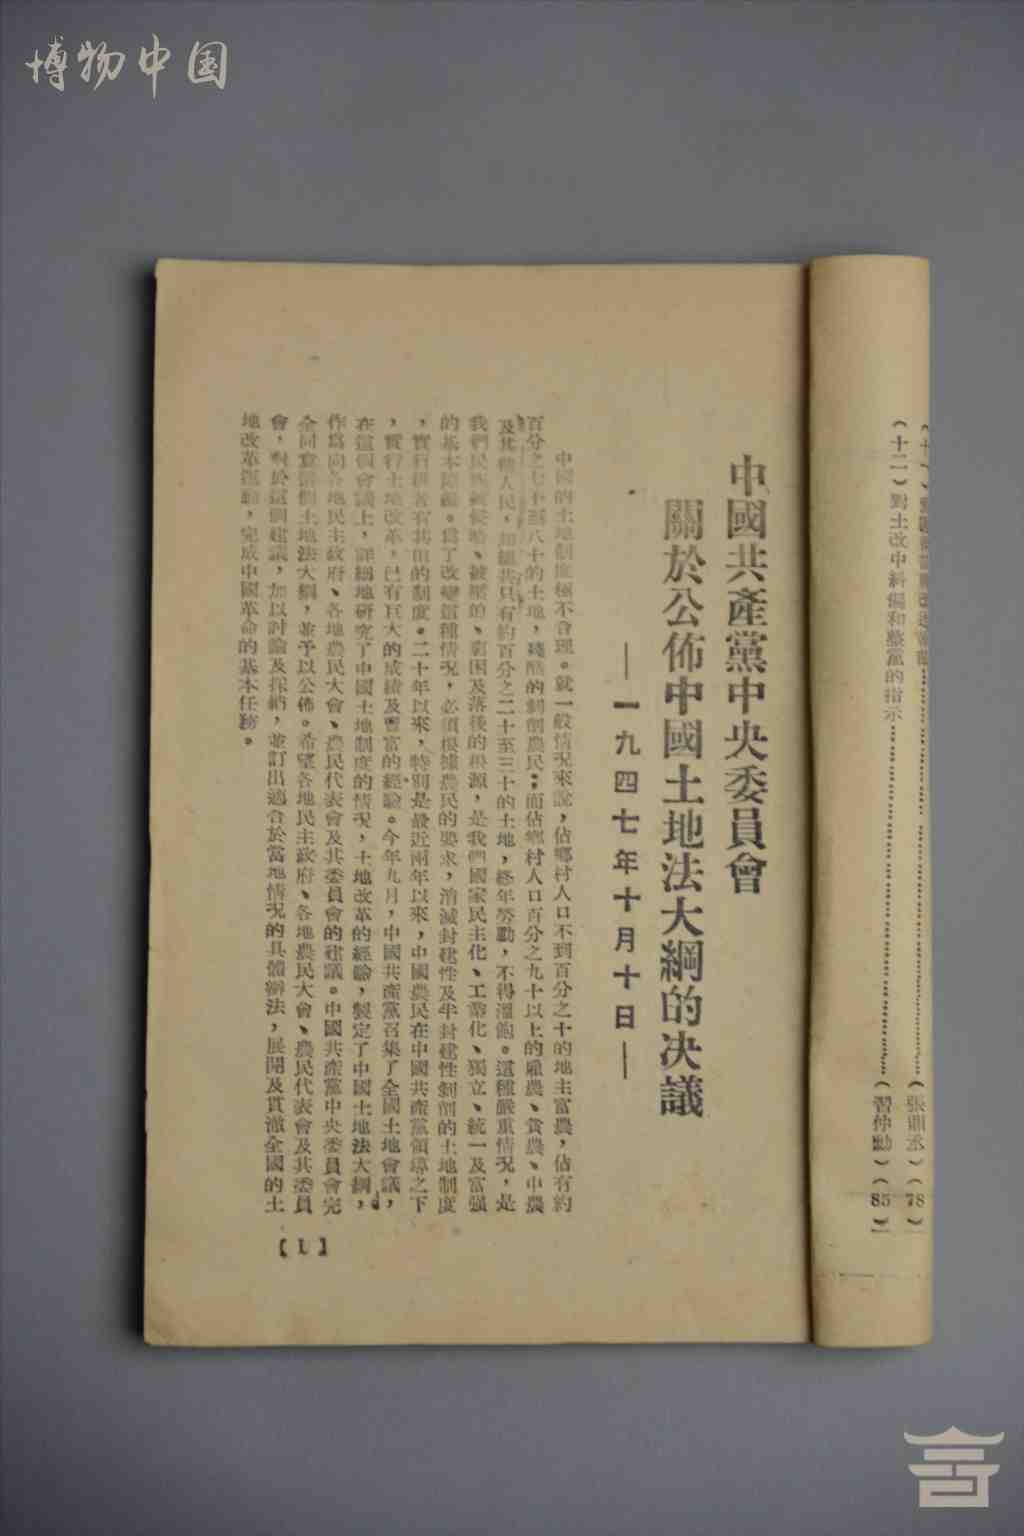 博物中国
張鼎丞)(78)
(十二)對土改中糾偏和整黨的指示……………………(習仲勛)(85)
中國共產黨中央委員會
關於公佈中國土地法大綱的決議
——一九四七年十月十日——
中國的土地制度極不合理。就一般情況來說,佔鄉村人口不到百分之十的地主富農,佔有約
百分之七十至八十的土地,殘酷的剝削農民;而佔鄉村人口百分之九十以上的雇農、貧農、中農
及其他人民,却總共只有約百分之二十至三十的土地,終年勞動,不得溫飽。這種嚴重情況,是
我們民族被侵略、被壓迫、窮困及落後的根源,是我們國家民主化、工業化、獨立、統一及富强
的基本障碍。爲了改變這種情況,必須根據農民的要求,消滅封建性及半封建性剝削的土地制度
,實行耕者有其田的制度。二十年以來,特別是最近兩年以來,中國農民在中國共產黨領導之下
,實行土地改革,已有巨大的成績及豐富的經驗。今年九月,中國共產黨召集了全國土地會議,
在這個會議上,詳細地研究了中國土地制度的情況,土地改革的經驗,製定了中國土地法大綱,
作爲向各地民主政府、各地農民大會、農民代表會及其委員會的建議。中國共產黨中央委員會完
全同意這個土地法大綱,並予以公佈。希望各地民主政府、各地農民大會、農民代表會及其委員
會,對於這個建議,加以討論及採納,並訂出適合於當地情況的具體辦法,展開及貫澈全國的土
地改革運動,完成中國革命的基本任務。
【1】